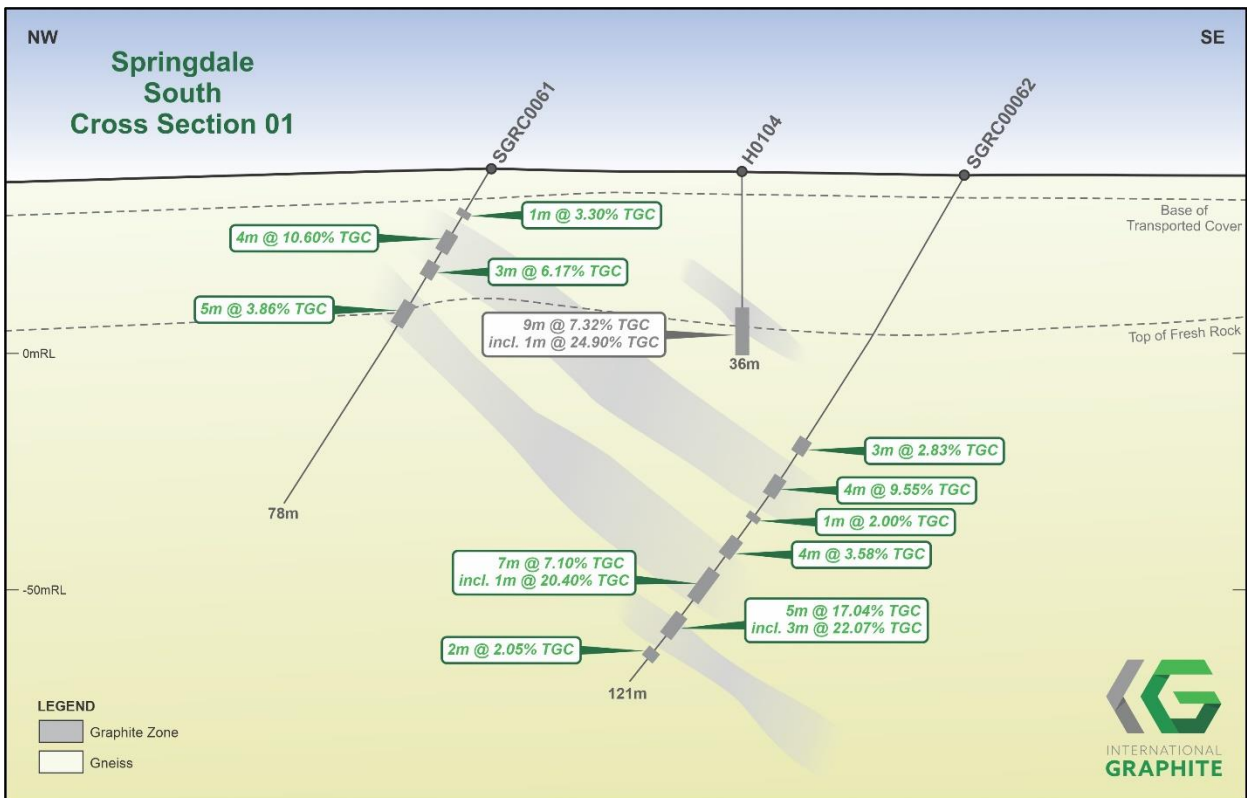 NW
SE
Springdale
South
Cross Section 01
SGRC0061
H0104
SGRC00062
1m @ 3.30% TGC
4m @ 10.60% TGC
3m @ 6.17% TGC
5m @ 3.86% TGC
Base of
Transported Cover
9m @ 7.32% TGC
incl. 1m @ 24.90% TGC
Top of Fresh Rock
0mRL
36m
3m @ 2.83% TGC
4m @ 9.55% TGC
1m @ 2.00% TGC
4m @ 3.58% TGC
78m
7m @ 7.10% TGC
incl. 1m @ 20.40% TGC
-50mRL
5m @ 17.04% TGC
incl. 3m @ 22.07% TGC
2m @ 2.05% TGC
121m
LEGEND
Graphite Zone
Gneiss
INTERNATIONAL
GRAPHITE